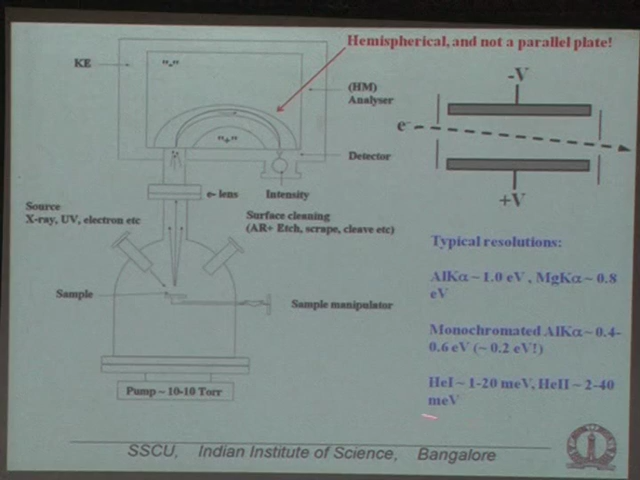 Hemispherical, and not a parallel plate!
KE
"-"
(HM)
Analyser
"+"
Detector
e- lens
Intensity
Source
X-ray, UV, electron etc
Surface cleaning
(AR+ Etch, scrape, cleave etc)
Sample
Sample manipulator
Pump ~ 10-10 Torr
-V
e-
+V
Typical resolutions:
AlKα ~ 1.0 eV , MgKα ~ 0.8
eV
Monochromated AlKα ~ 0.4-
0.6 eV (~ 0.2 eV!)
HeI ~ 1-20 meV, HeII ~ 2-40
meV
SSCU, Indian Institute of Science, Bangalore